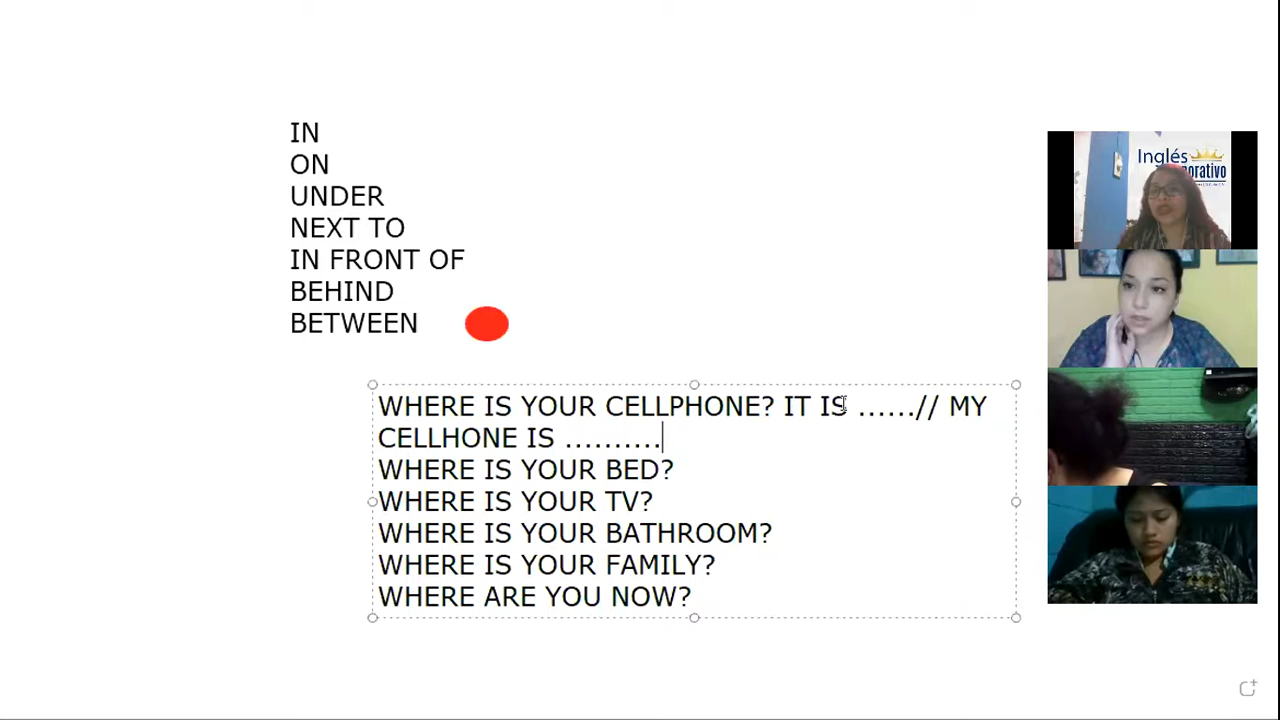 IN
ON
UNDER
NEXT TO
IN FRONT OF
BEHIND
BETWEEN
WHERE IS YOUR CELLPHONE? IT IS ......// MY
CELLHONE IS ..........
WHERE IS YOUR BED?
WHERE IS YOUR TV?
WHERE IS YOUR BATHROOM?
WHERE IS YOUR FAMILY?
WHERE ARE YOU NOW?
Inglés